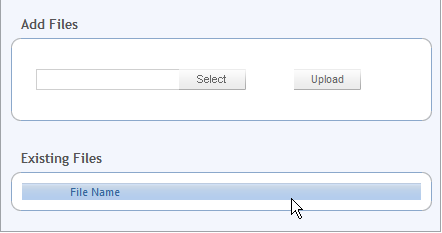 Add Files
Select
Upload
Existing Files
File Name